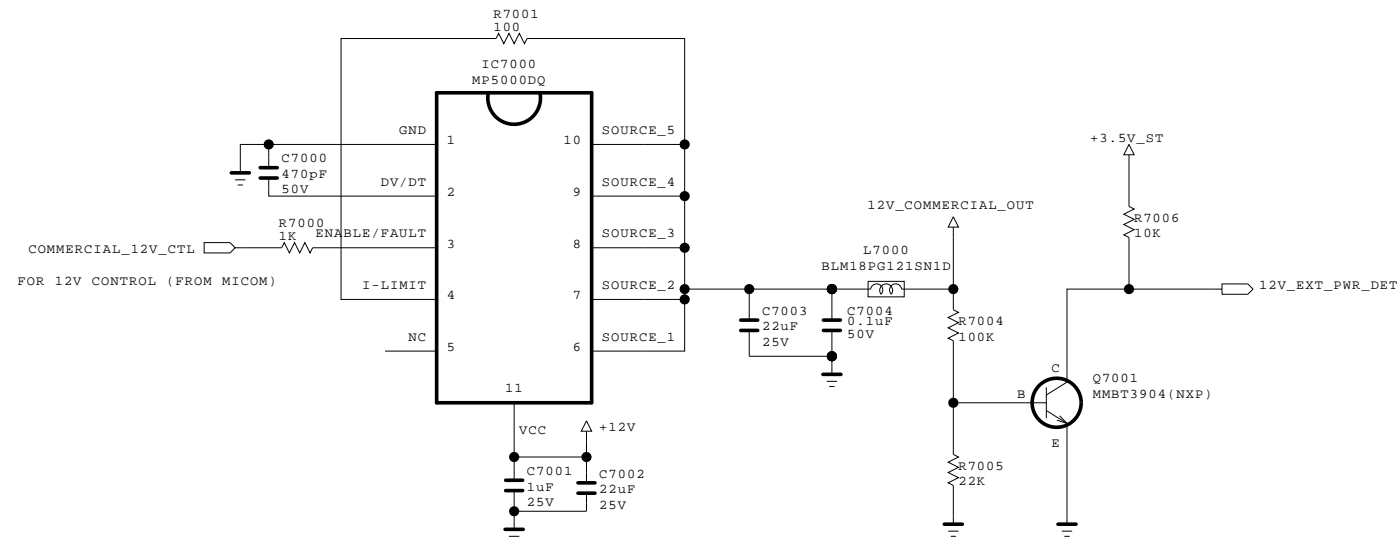 R7001
100
IC7000
MP5000DQ
GND
1
10
SOURCE_5
C7000
470pF
50V
DV/DT
2
9
SOURCE_4
R7000
1K
ENABLE/FAULT
3
8
SOURCE_3
COMMERCIAL_12V_CTL
FOR 12V CONTROL (FROM MICOM)
I-LIMIT
4
7
SOURCE_2
NC
5
6
SOURCE_1
11
VCC
+12V
C7001
1uF
25V
C7002
22uF
25V
C7003
22uF
25V
C7004
0.1uF
50V
L7000
BLM18PG121SN1D
12V_COMMERCIAL_OUT
R7004
100K
R7005
22K
+3.5V_ST
R7006
10K
12V_EXT_PWR_DET
C
B
E
Q7001
MMBT3904(NXP)